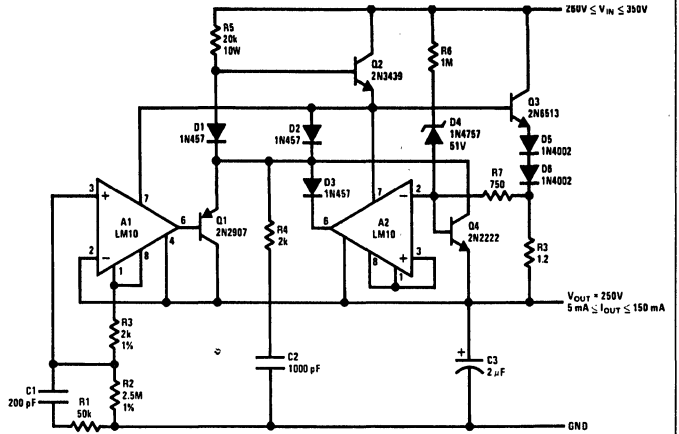 260V ≤ VIN ≤ 350V
R5
20k
10W
Q2
2N3439
R6
1M
Q3
2N6513
D1
1N457
D2
1N457
D4
1N4757
51V
D5
1N4002
D6
1N4002
D3
1N457
R7
750
3
+
7
A1
LM10
6
2
−
4
1
8
Q1
2N2907
R4
2k
6
7
2
−
A2
LM10
+
3
8
1
4
Q4
2N2222
R3
1.2
VOUT = 250V
5 mA ≤ IOUT ≤ 150 mA
R3
2k
1%
C1
200 pF
R1
50k
R2
2.5M
1%
C2
1000 pF
+
C3
2 µF
GND